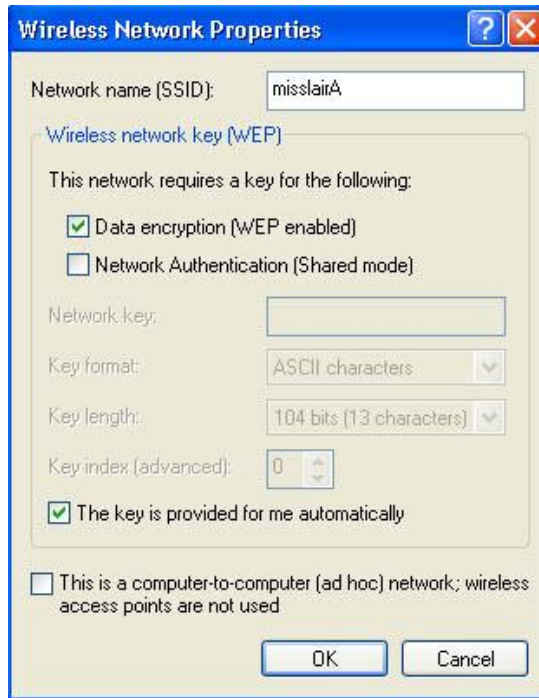 Wireless Network Properties
Network name (SSID): misslairA
Wireless network key (WEP)
This network requires a key for the following:
Data encryption (WEP enabled)
Network Authentication (Shared mode)
Network key:
Key format: ASCII characters
Key length: 104 bits (13 characters)
Key index (advanced): 0
The key is provided for me automatically
This is a computer-to-computer (ad hoc) network; wireless
access points are not used
OK Cancel